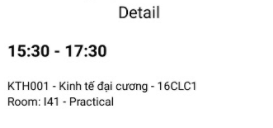 Detail
15:30 - 17:30
KTH001 - Kinh tế đại cương - 16CLC1
Room: I41 - Practical